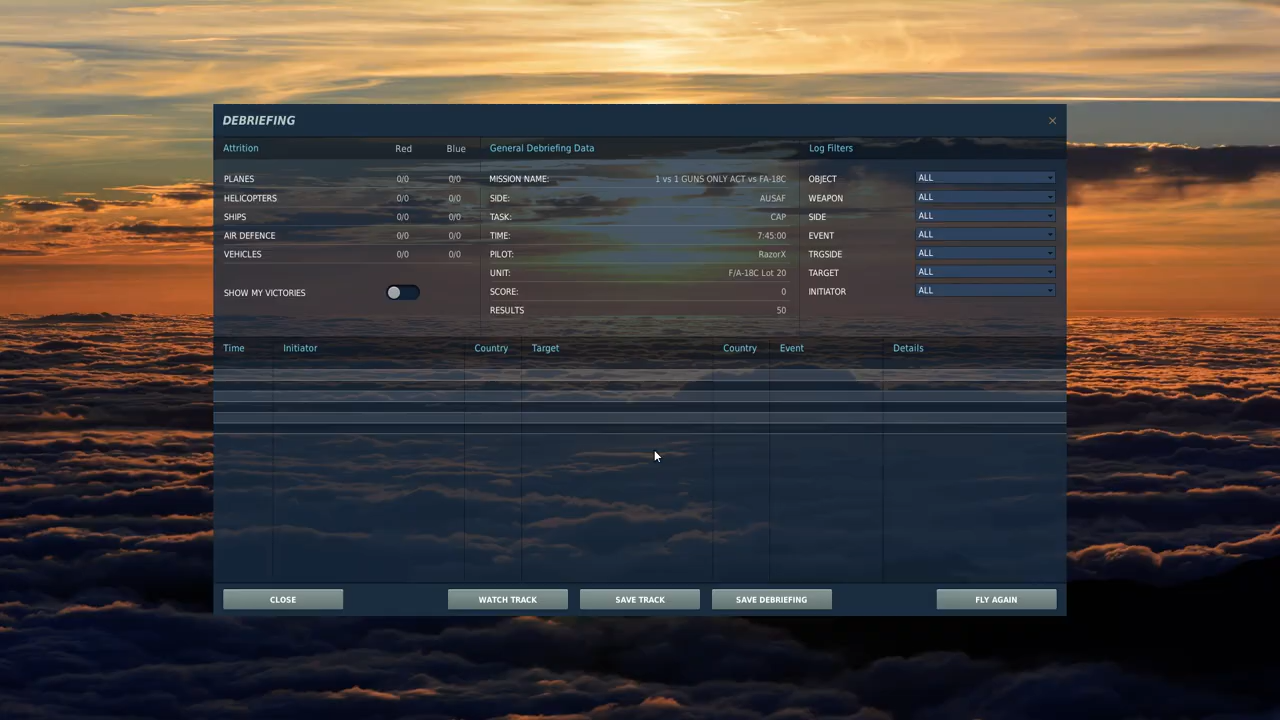 DEBRIEFING
Attrition Red Blue General Debriefing Data Log Filters
PLANES 0/0 0/0 MISSION NAME: 1 vs 1 GUNS ONLY ACT vs FA-18C OBJECT ALL
HELICOPTERS 0/0 0/0 SIDE: AUSAF WEAPON ALL
SHIPS 0/0 0/0 TASK: CAP SIDE ALL
AIR DEFENCE 0/0 0/0 TIME: 7:45:00 EVENT ALL
VEHICLES 0/0 0/0 PILOT: RazorX TRGSIDE ALL
UNIT: F/A-18C Lot 20 TARGET ALL
SHOW MY VICTORIES SCORE: 0 INITIATOR ALL
RESULTS 50
Time Initiator Country Target Country Event Details
CLOSE WATCH TRACK SAVE TRACK SAVE DEBRIEFING FLY AGAIN